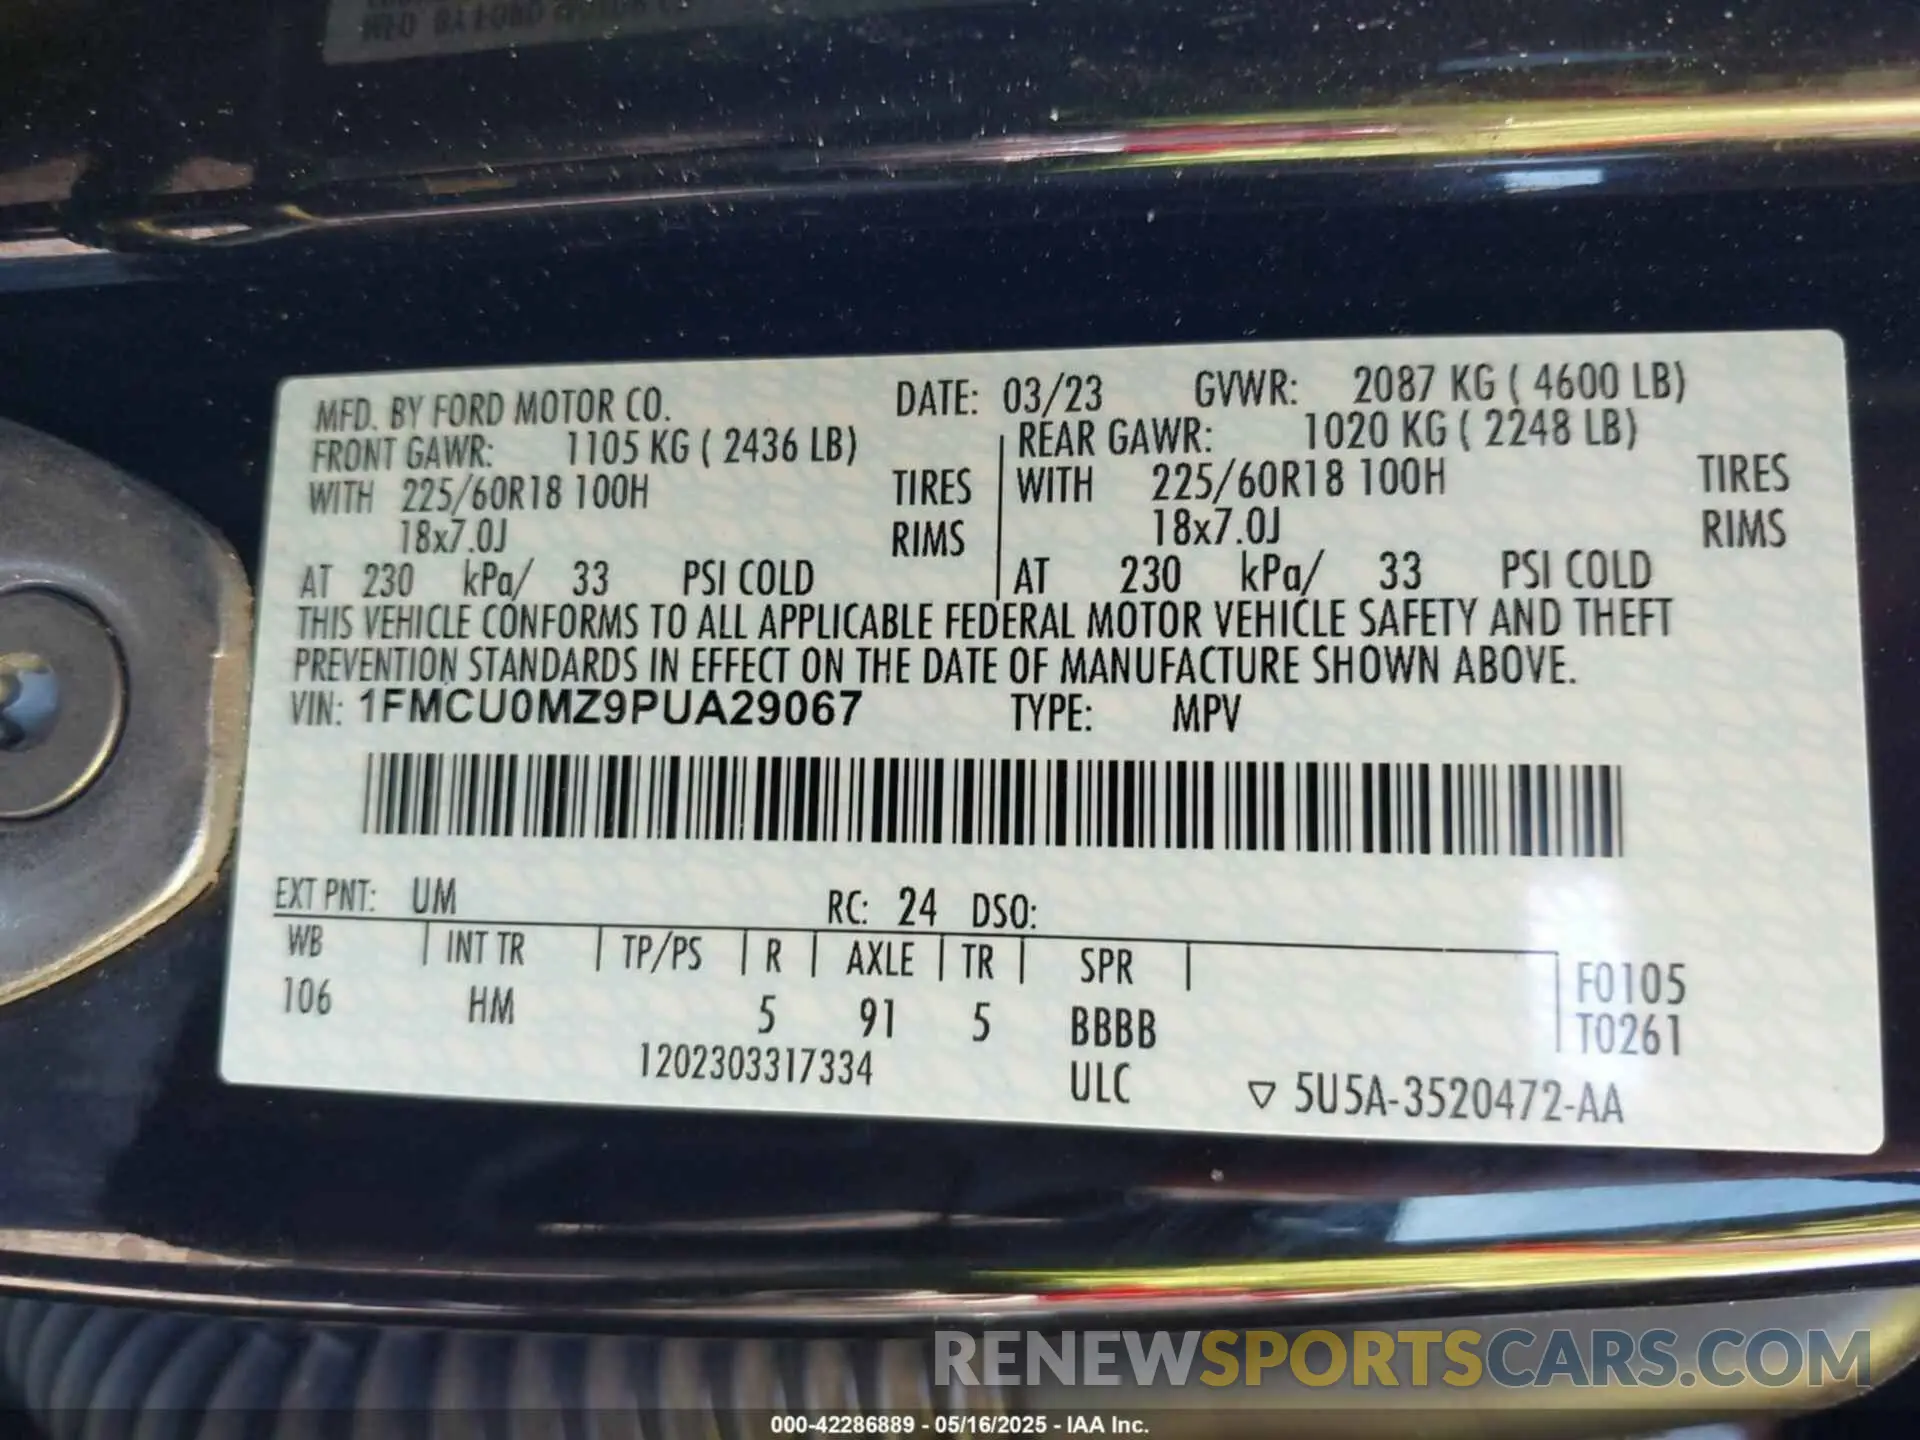 MFD. BY FORD MOTOR CO. DATE: 03/23 GVWR: 2087 KG ( 4600 LB)
FRONT GAWR: 1105 KG ( 2436 LB) REAR GAWR: 1020 KG ( 2248 LB)
WITH 225/60R18 100H TIRES WITH 225/60R18 100H TIRES
18x7.0J RIMS 18x7.0J RIMS
AT 230 kPa/ 33 PSI COLD AT 230 kPa/ 33 PSI COLD
THIS VEHICLE CONFORMS TO ALL APPLICABLE FEDERAL MOTOR VEHICLE SAFETY AND THEFT
PREVENTION STANDARDS IN EFFECT ON THE DATE OF MANUFACTURE SHOWN ABOVE.
VIN: 1FMCU0MZ9PUA29067 TYPE: MPV
EXT PNT: UM RC: 24 DSO:
WB INT TR TP/PS R AXLE TR SPR F0105
106 HM 5 91 5 BBBB T0261
1202303317334 ULC ▽ 5U5A-3520472-AA
RENEWSPORTSCARS.COM
000-42286889 - 05/16/2025 - IAA Inc.